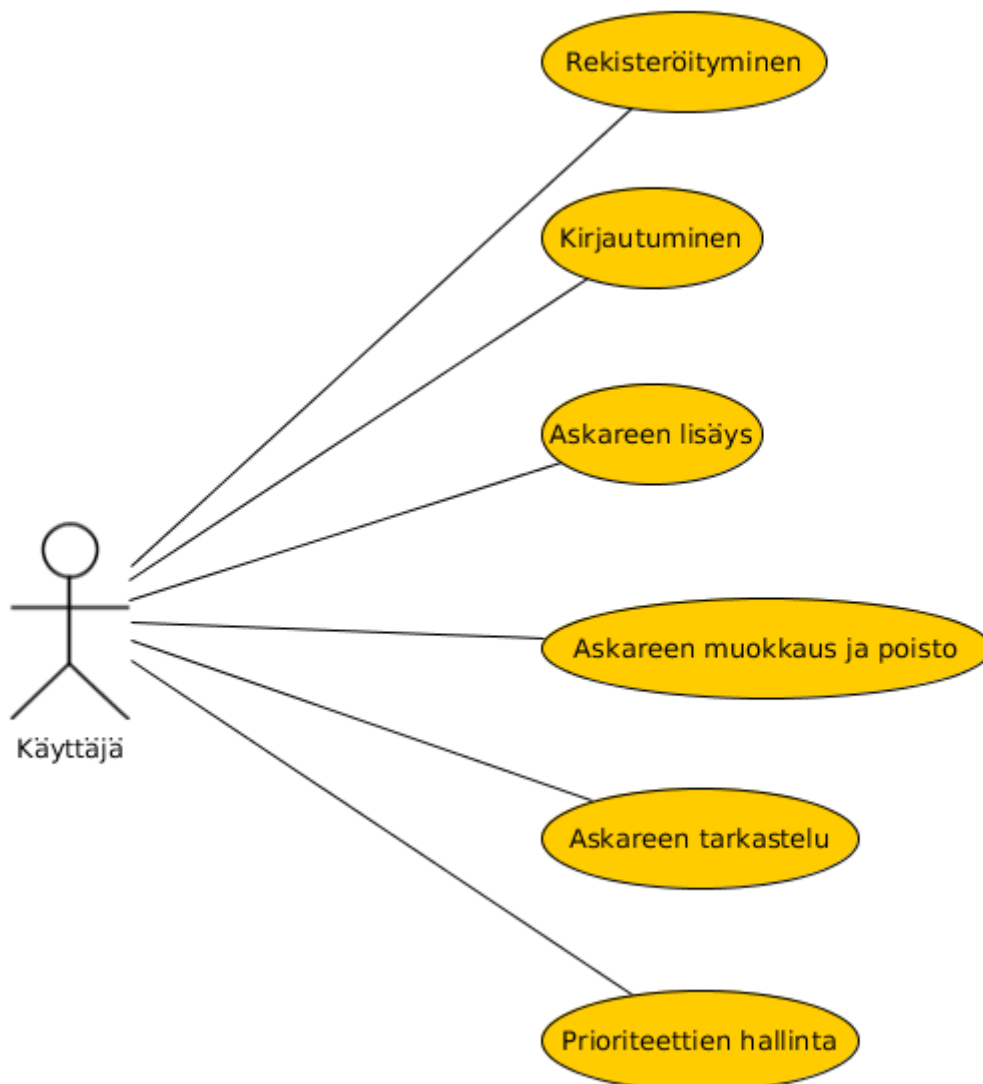 Rekisteröityminen
Kirjautuminen
Askareen lisäys
Askareen muokkaus ja poisto
Käyttäjä
Askareen tarkastelu
Prioriteettien hallinta